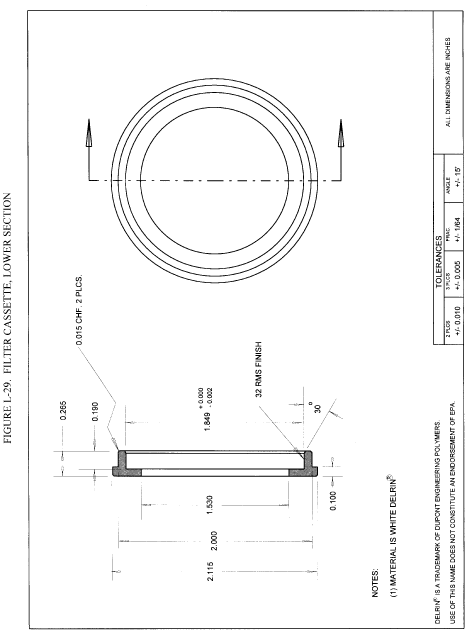 FIGURE L-29. FILTER CASSETTE, LOWER SECTION
0.015 CHF. 2 PLCS.
0.265
0.190
1.849 + 0.000
- 0.002
32 RMS FINISH
30 °
1.530
0.100
2.000
2.115
NOTES:
(1) MATERIAL IS WHITE DELRIN®
TOLERANCES
2 PLCS 3 PLCS FRAC. ANGLE
+/- 0.010 +/- 0.005 +/- 1/64 +/- 15'
ALL DIMENSIONS ARE INCHES
DELRIN® IS A TRADEMARK OF DUPONT ENGINEERING POLYMERS
USE OF THIS NAME DOES NOT CONSTITUTE AN ENDORSEMENT OF EPA.